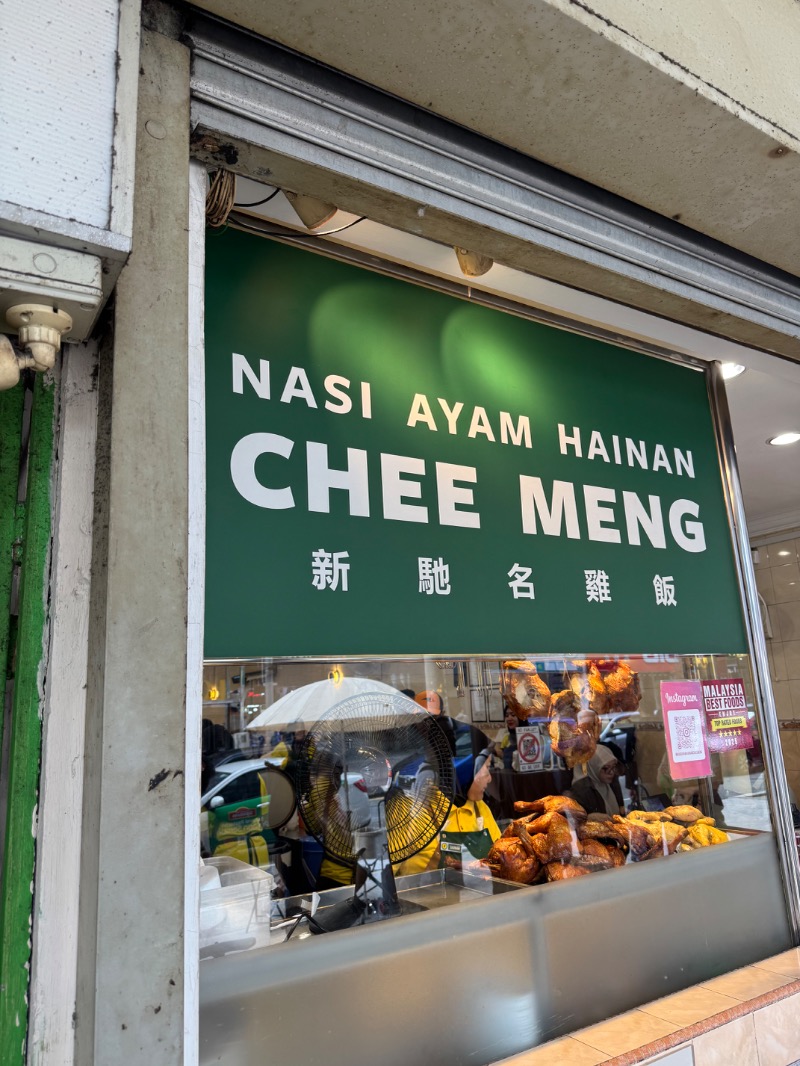 NASI AYAM HAINAN
CHEE MENG
新馳名雞飯
Instagram
MALAYSIA
BEST FOODS